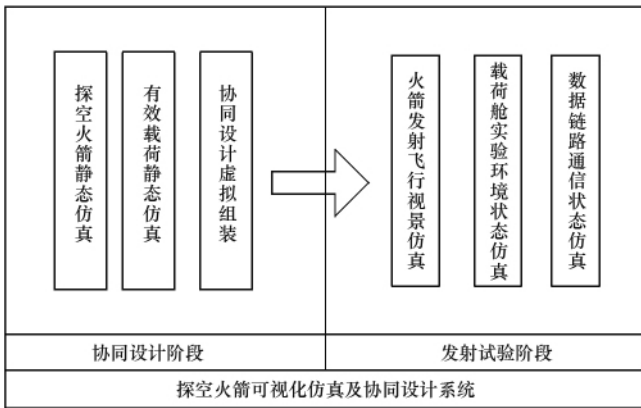 探空火箭静态仿真
有效载荷静态仿真
协同设计虚拟组装
火箭发射飞行视景仿真
载荷舱实验环境状态仿真
数据链路通信状态仿真
协同设计阶段
发射试验阶段
探空火箭可视化仿真及协同设计系统